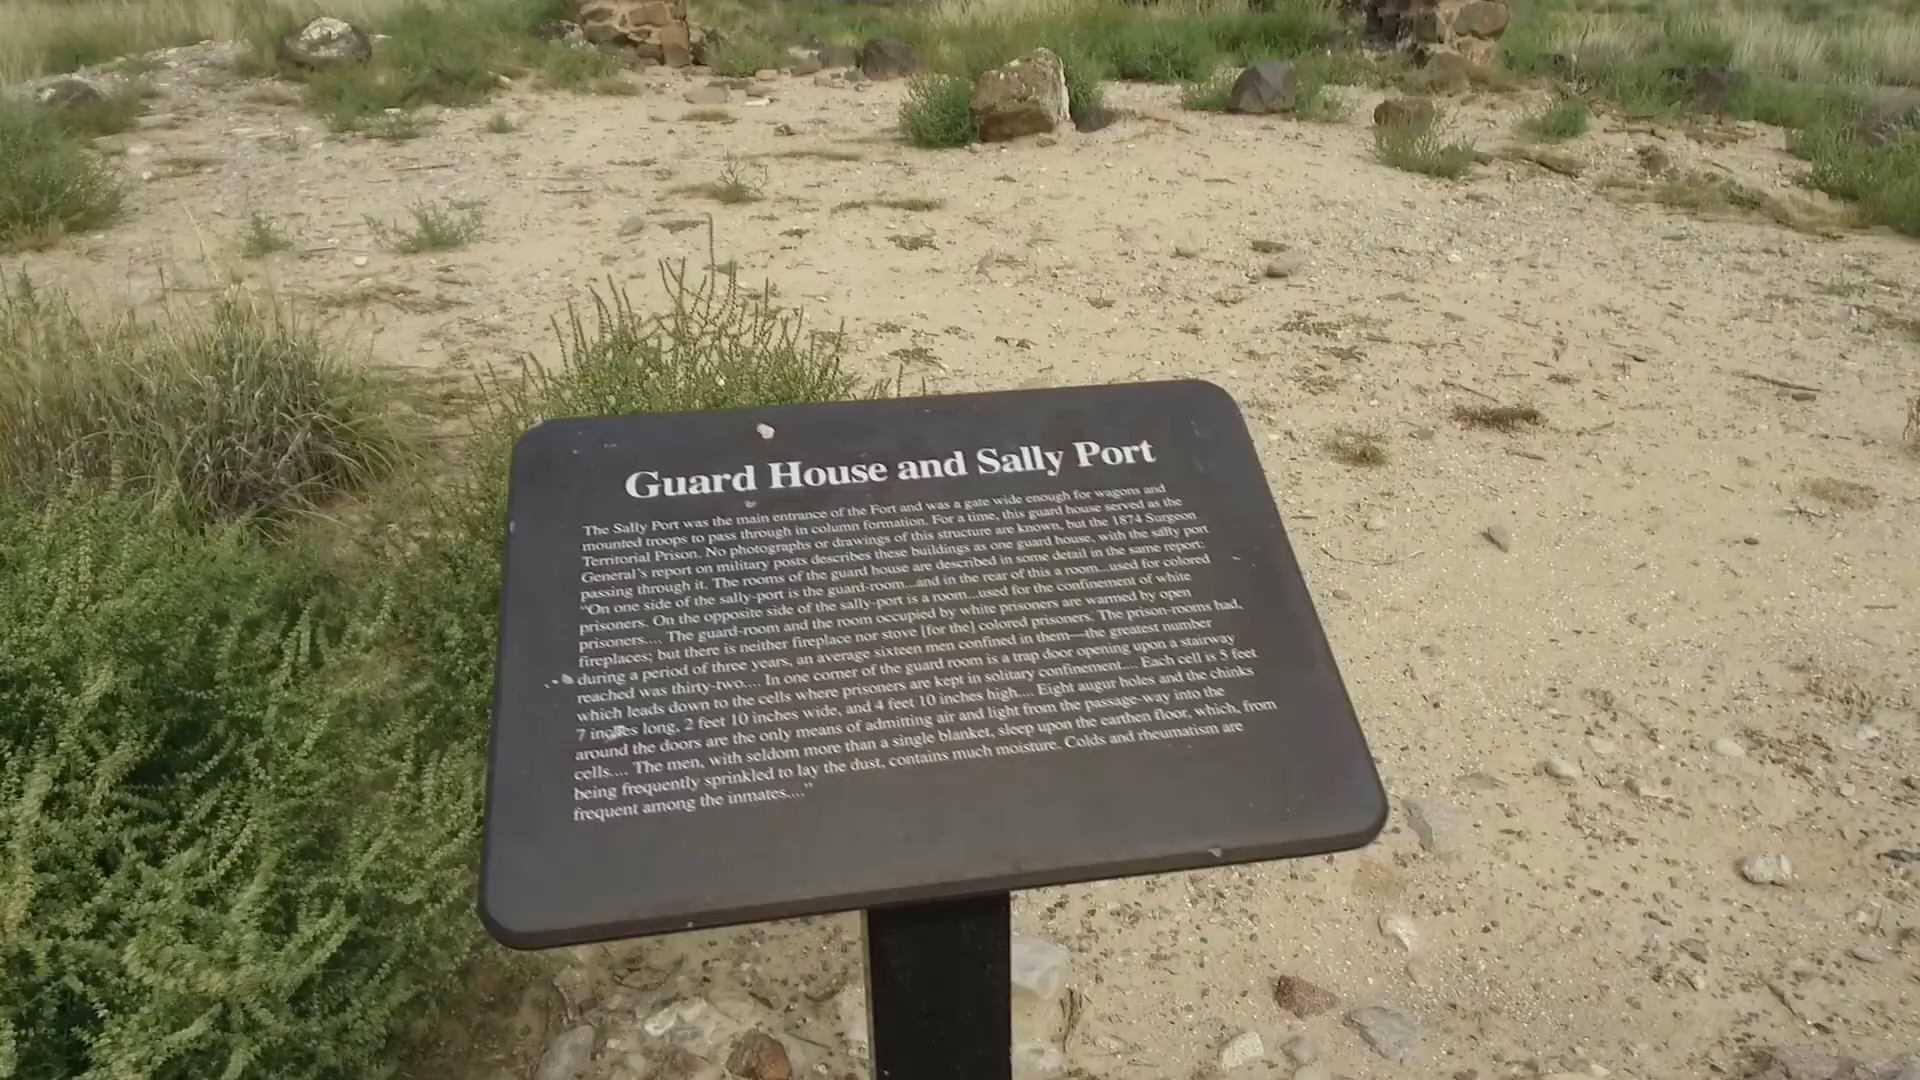 Guard House and Sally Port
The Sally Port was the main entrance of the Fort and was a gate wide enough for wagons and
mounted troops to pass through in column formation. For a time, this guard house served as the
Territorial Prison. No photographs or drawings of this structure are known, but the 1874 Surgeon
General's report on military posts describes these buildings as one guard house, with the sally port
passing through it. The rooms of the guard house are described in some detail in the same report:
"On one side of the sally-port is the guard-room...and in the rear of this a room...used for colored
prisoners. On the opposite side of the sally-port is a room...used for the confinement of white
prisoners.... The guard-room and the room occupied by white prisoners are warmed by open
fireplaces; but there is neither fireplace nor stove [for the] colored prisoners. The prison-rooms had,
during a period of three years, an average sixteen men confined in them—the greatest number
reached was thirty-two.... In one corner of the guard room is a trap door opening upon a stairway
which leads down to the cells where prisoners are kept in solitary confinement.... Each cell is 5 feet
7 inches long, 2 feet 10 inches wide, and 4 feet 10 inches high.... Eight augur holes and the chinks
around the doors are the only means of admitting air and light from the passage-way into the
cells.... The men, with seldom more than a single blanket, sleep upon the earthen floor, which, from
being frequently sprinkled to lay the dust, contains much moisture. Colds and rheumatism are
frequent among the inmates...."